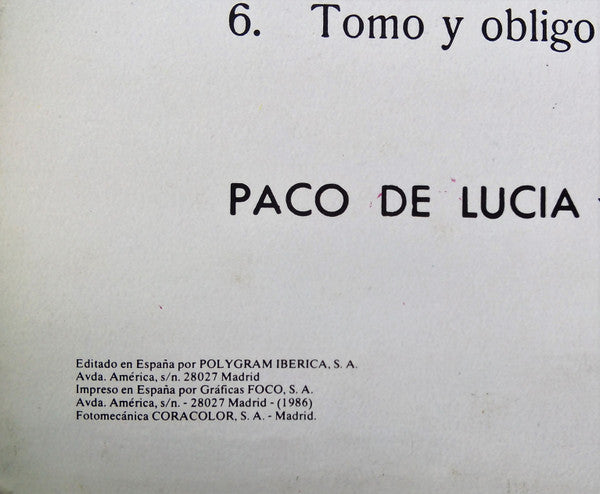 6. Tomo y obligo
PACO DE LUCIA
Editado en España por POLYGRAM IBERICA, S. A.
Avda. América, s/n. 28027 Madrid
Impreso en España por Gráficas FOCO, S. A.
Avda. América, s/n. - 28027 Madrid - (1986)
Fotomecánica CORACOLOR, S. A. - Madrid.